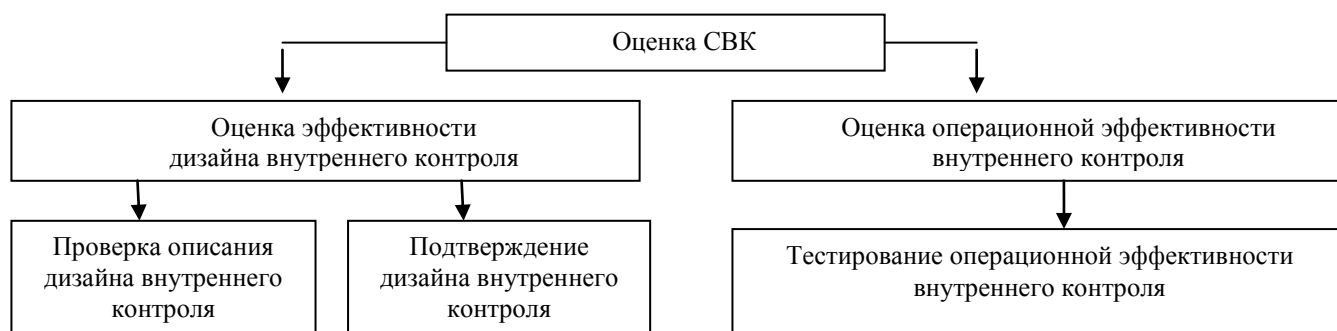 Оценка СВК
Оценка эффективности
дизайна внутреннего контроля
Оценка операционной эффективности
внутреннего контроля
Проверка описания
дизайна внутреннего
контроля
Подтверждение
дизайна внутреннего
контроля
Тестирование операционной эффективности
внутреннего контроля